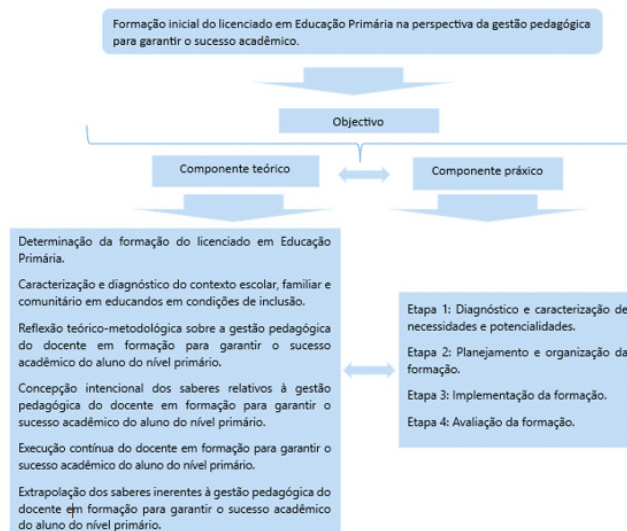 Formação inicial do licenciado em Educação Primária na perspectiva da gestão pedagógica
para garantir o sucesso acadêmico.
Objectivo
Componente teórico
Componente práxico
Determinação da formação do licenciado em Educação
Primária.
Caracterização e diagnóstico do contexto escolar, familiar e
comunitário em educandos em condições de inclusão.
Reflexão teórico-metodológica sobre a gestão pedagógica
do docente em formação para garantir o sucesso
acadêmico do aluno do nível primário.
Concepção intencional dos saberes relativos à gestão
pedagógica do docente em formação para garantir o
sucesso acadêmico do aluno do nível primário.
Execução contínua do docente em formação para garantir o
sucesso acadêmico do aluno do nível primário.
Extrapolação dos saberes inerentes à gestão pedagógica do
docente em formação para garantir o sucesso acadêmico
do aluno do nível primário.
Etapa 1: Diagnóstico e caracterização de
necessidades e potencialidades.
Etapa 2: Planejamento e organização da
formação.
Etapa 3: Implementação da formação.
Etapa 4: Avaliação da formação.